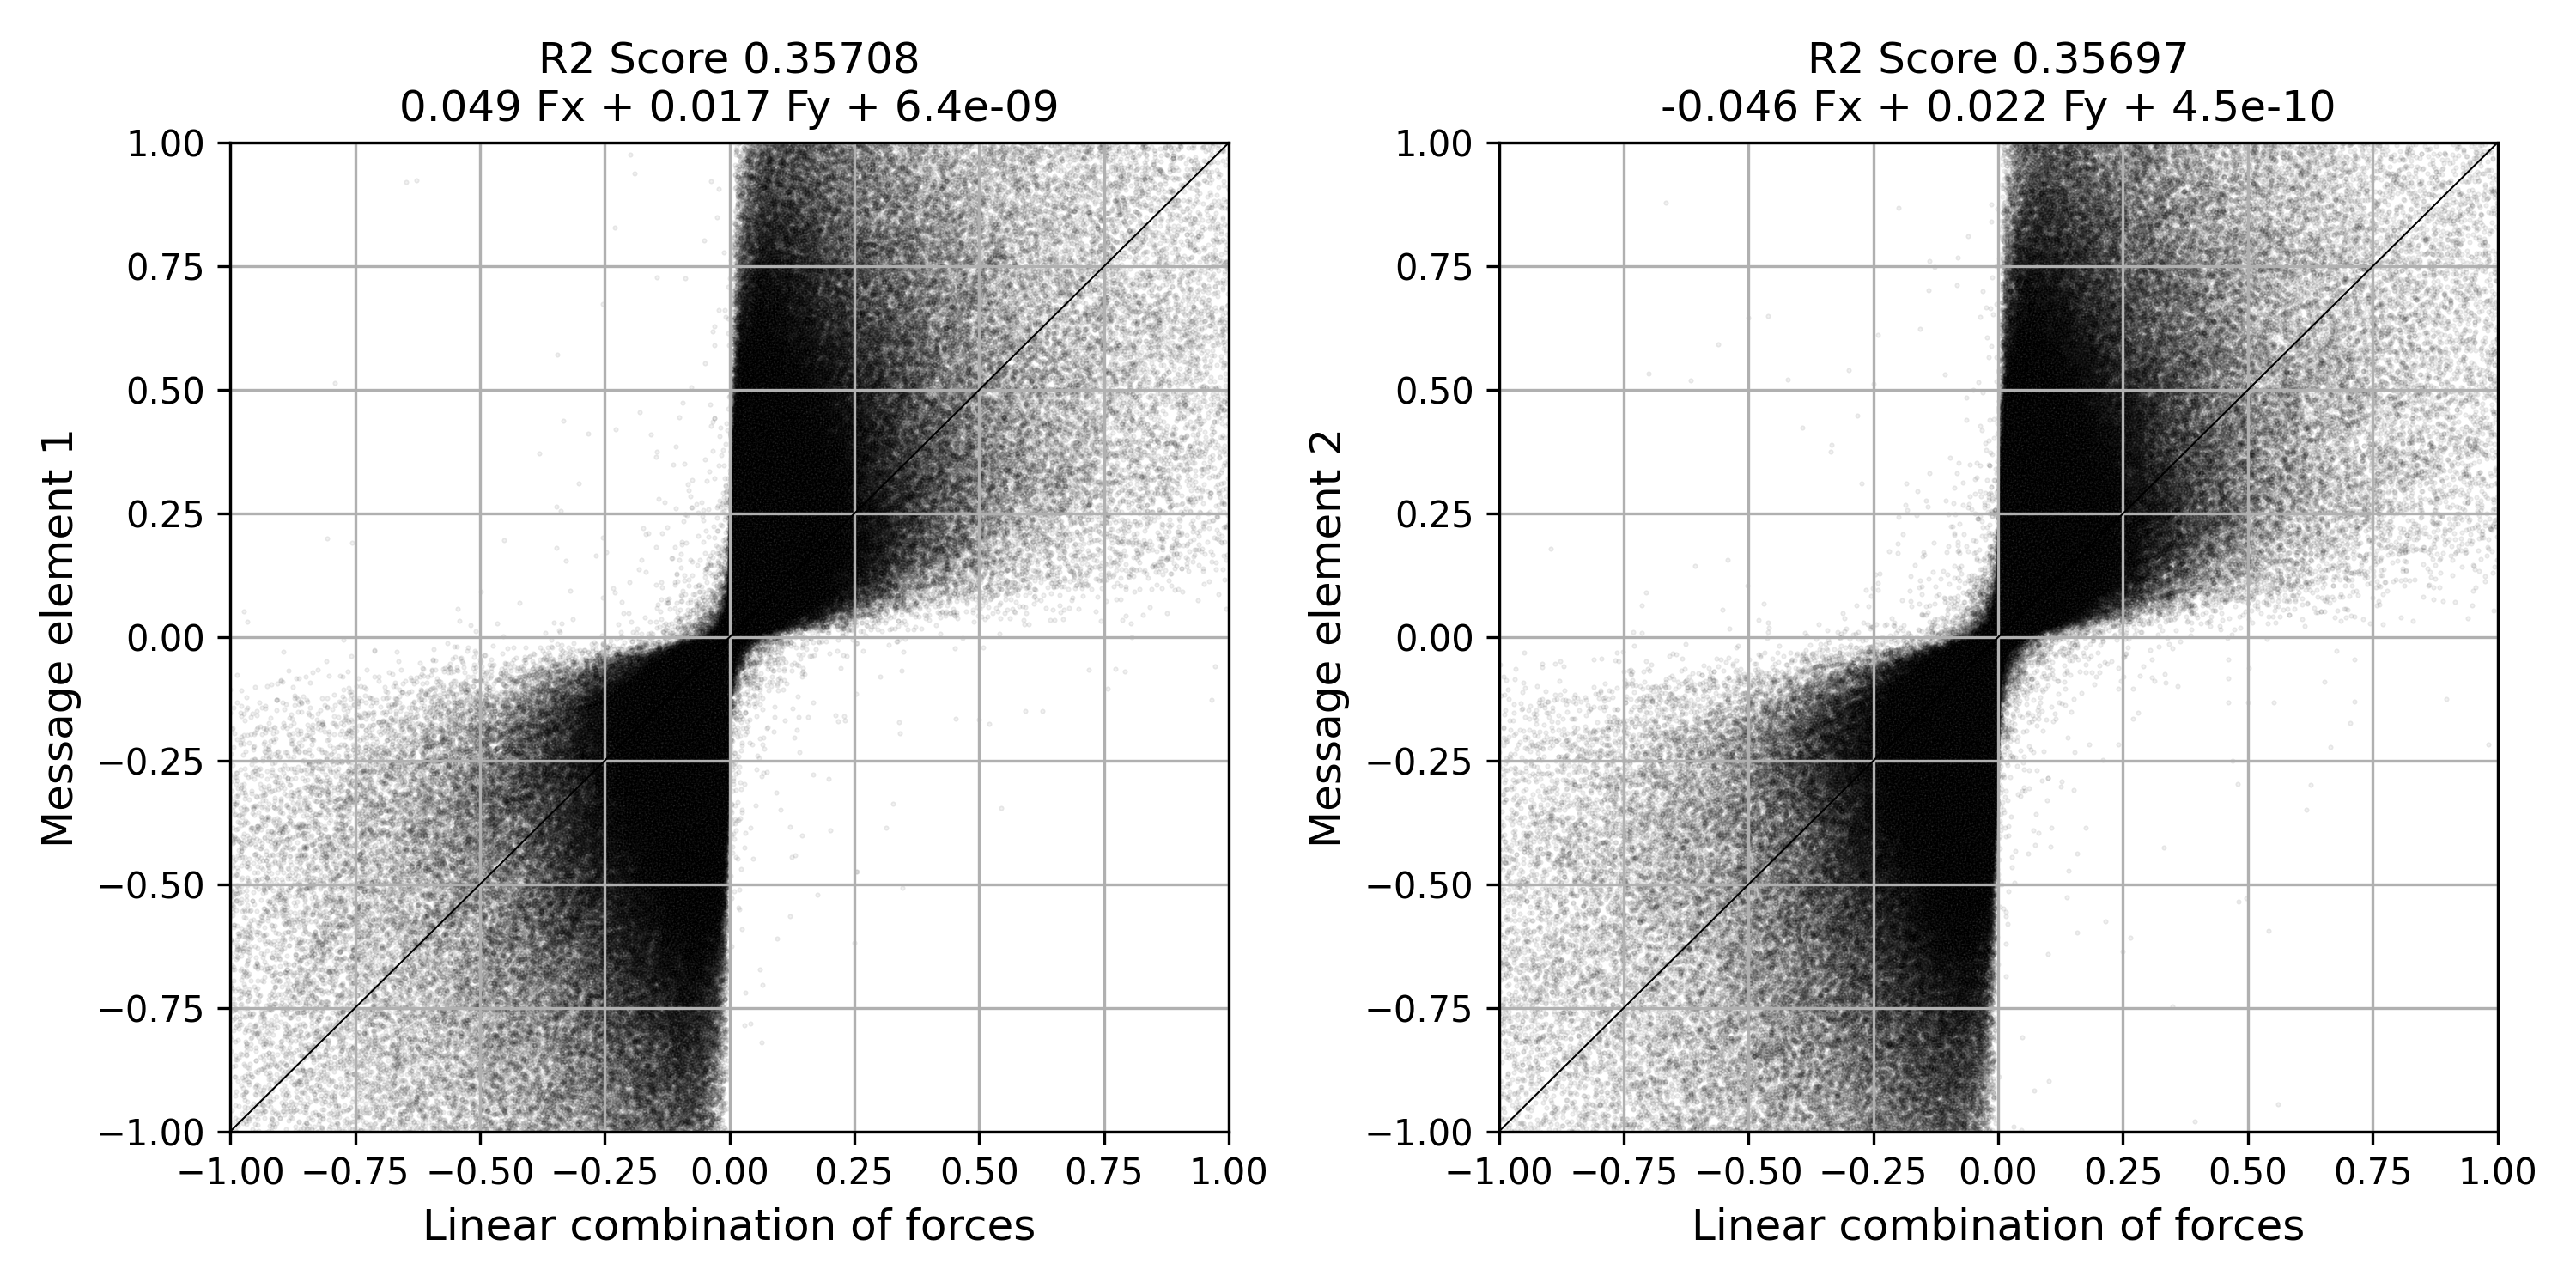 R2 Score 0.35708
0.049 Fx + 0.017 Fy + 6.4e-09
1.00
0.75
0.50
0.25
0.00
−0.25
−0.50
−0.75
−1.00
Message element 1
−1.00 −0.75 −0.50 −0.25 0.00 0.25 0.50 0.75 1.00
Linear combination of forces
R2 Score 0.35697
-0.046 Fx + 0.022 Fy + 4.5e-10
1.00
0.75
0.50
0.25
0.00
−0.25
−0.50
−0.75
−1.00
Message element 2
−1.00 −0.75 −0.50 −0.25 0.00 0.25 0.50 0.75 1.00
Linear combination of forces